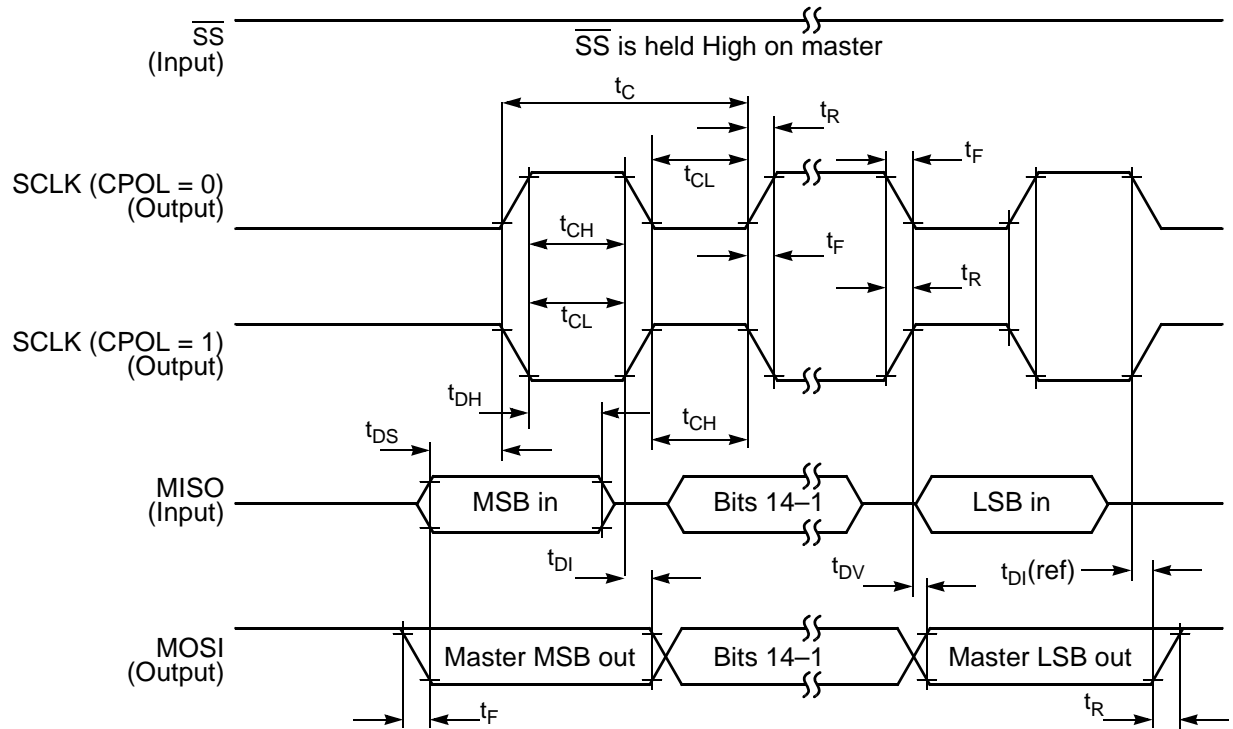 SS
(Input)
SS is held High on master
tC
tR
tF
SCLK (CPOL = 0)
(Output)
tCL
tCH
tF
tR
tCL
SCLK (CPOL = 1)
(Output)
tDH
tCH
tDS
MISO
(Input)
MSB in
Bits 14–1
LSB in
tDI
tDV
tDI(ref)
MOSI
(Output)
Master MSB out
Bits 14–1
Master LSB out
tF
tR